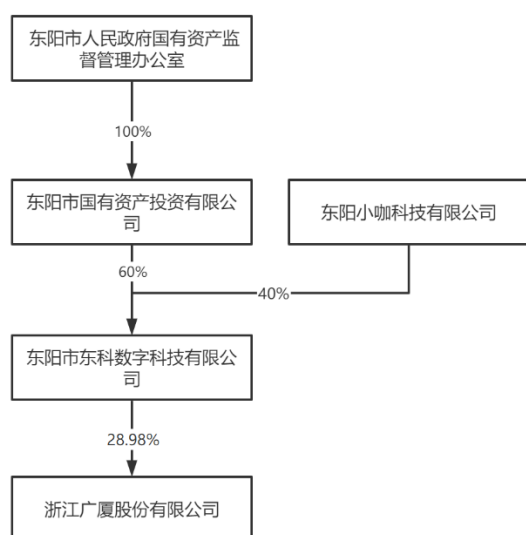 东阳市人民政府国有资产监
督管理办公室
100%
东阳市国有资产投资有限公
司
东阳小咖科技有限公司
60%
40%
东阳市东科数字科技有限公
司
28.98%
浙江广厦股份有限公司